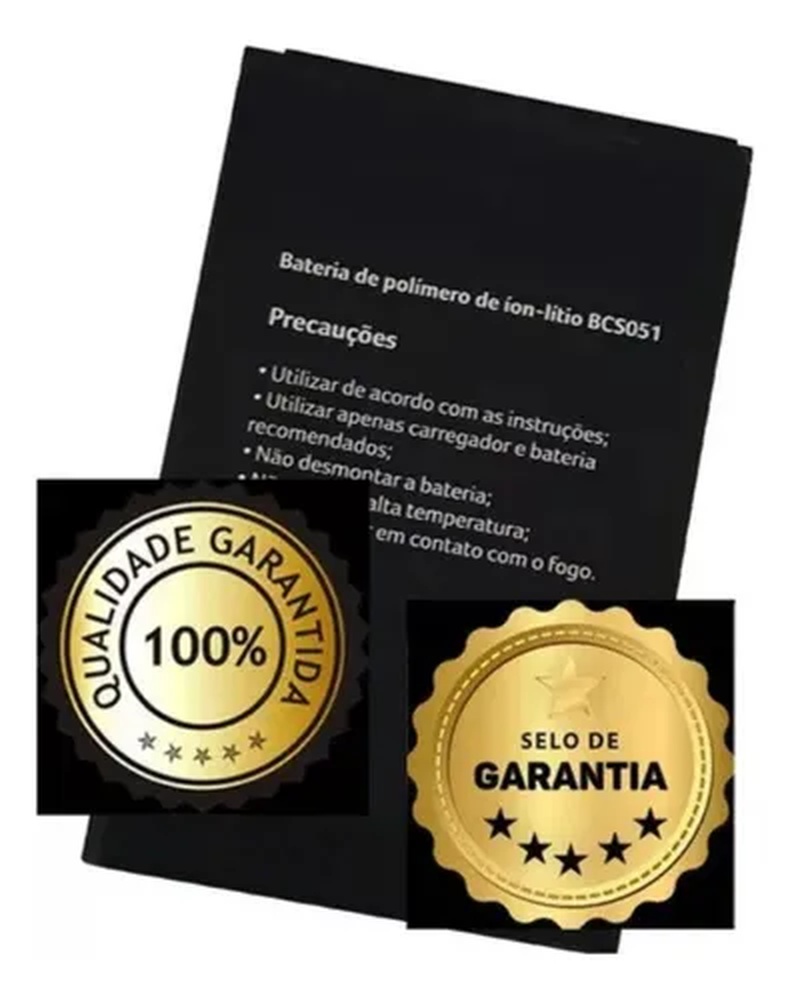 Bateria de polímero de íon-lítio BCS051
Precauções
• Utilizar de acordo com as instruções;
• Utilizar apenas carregador e bateria
recomendados;
• Não desmontar a bateria;
alta temperatura;
em contato com o fogo.
QUALIDADE GARANTIDA
100%
SELO DE
GARANTIA